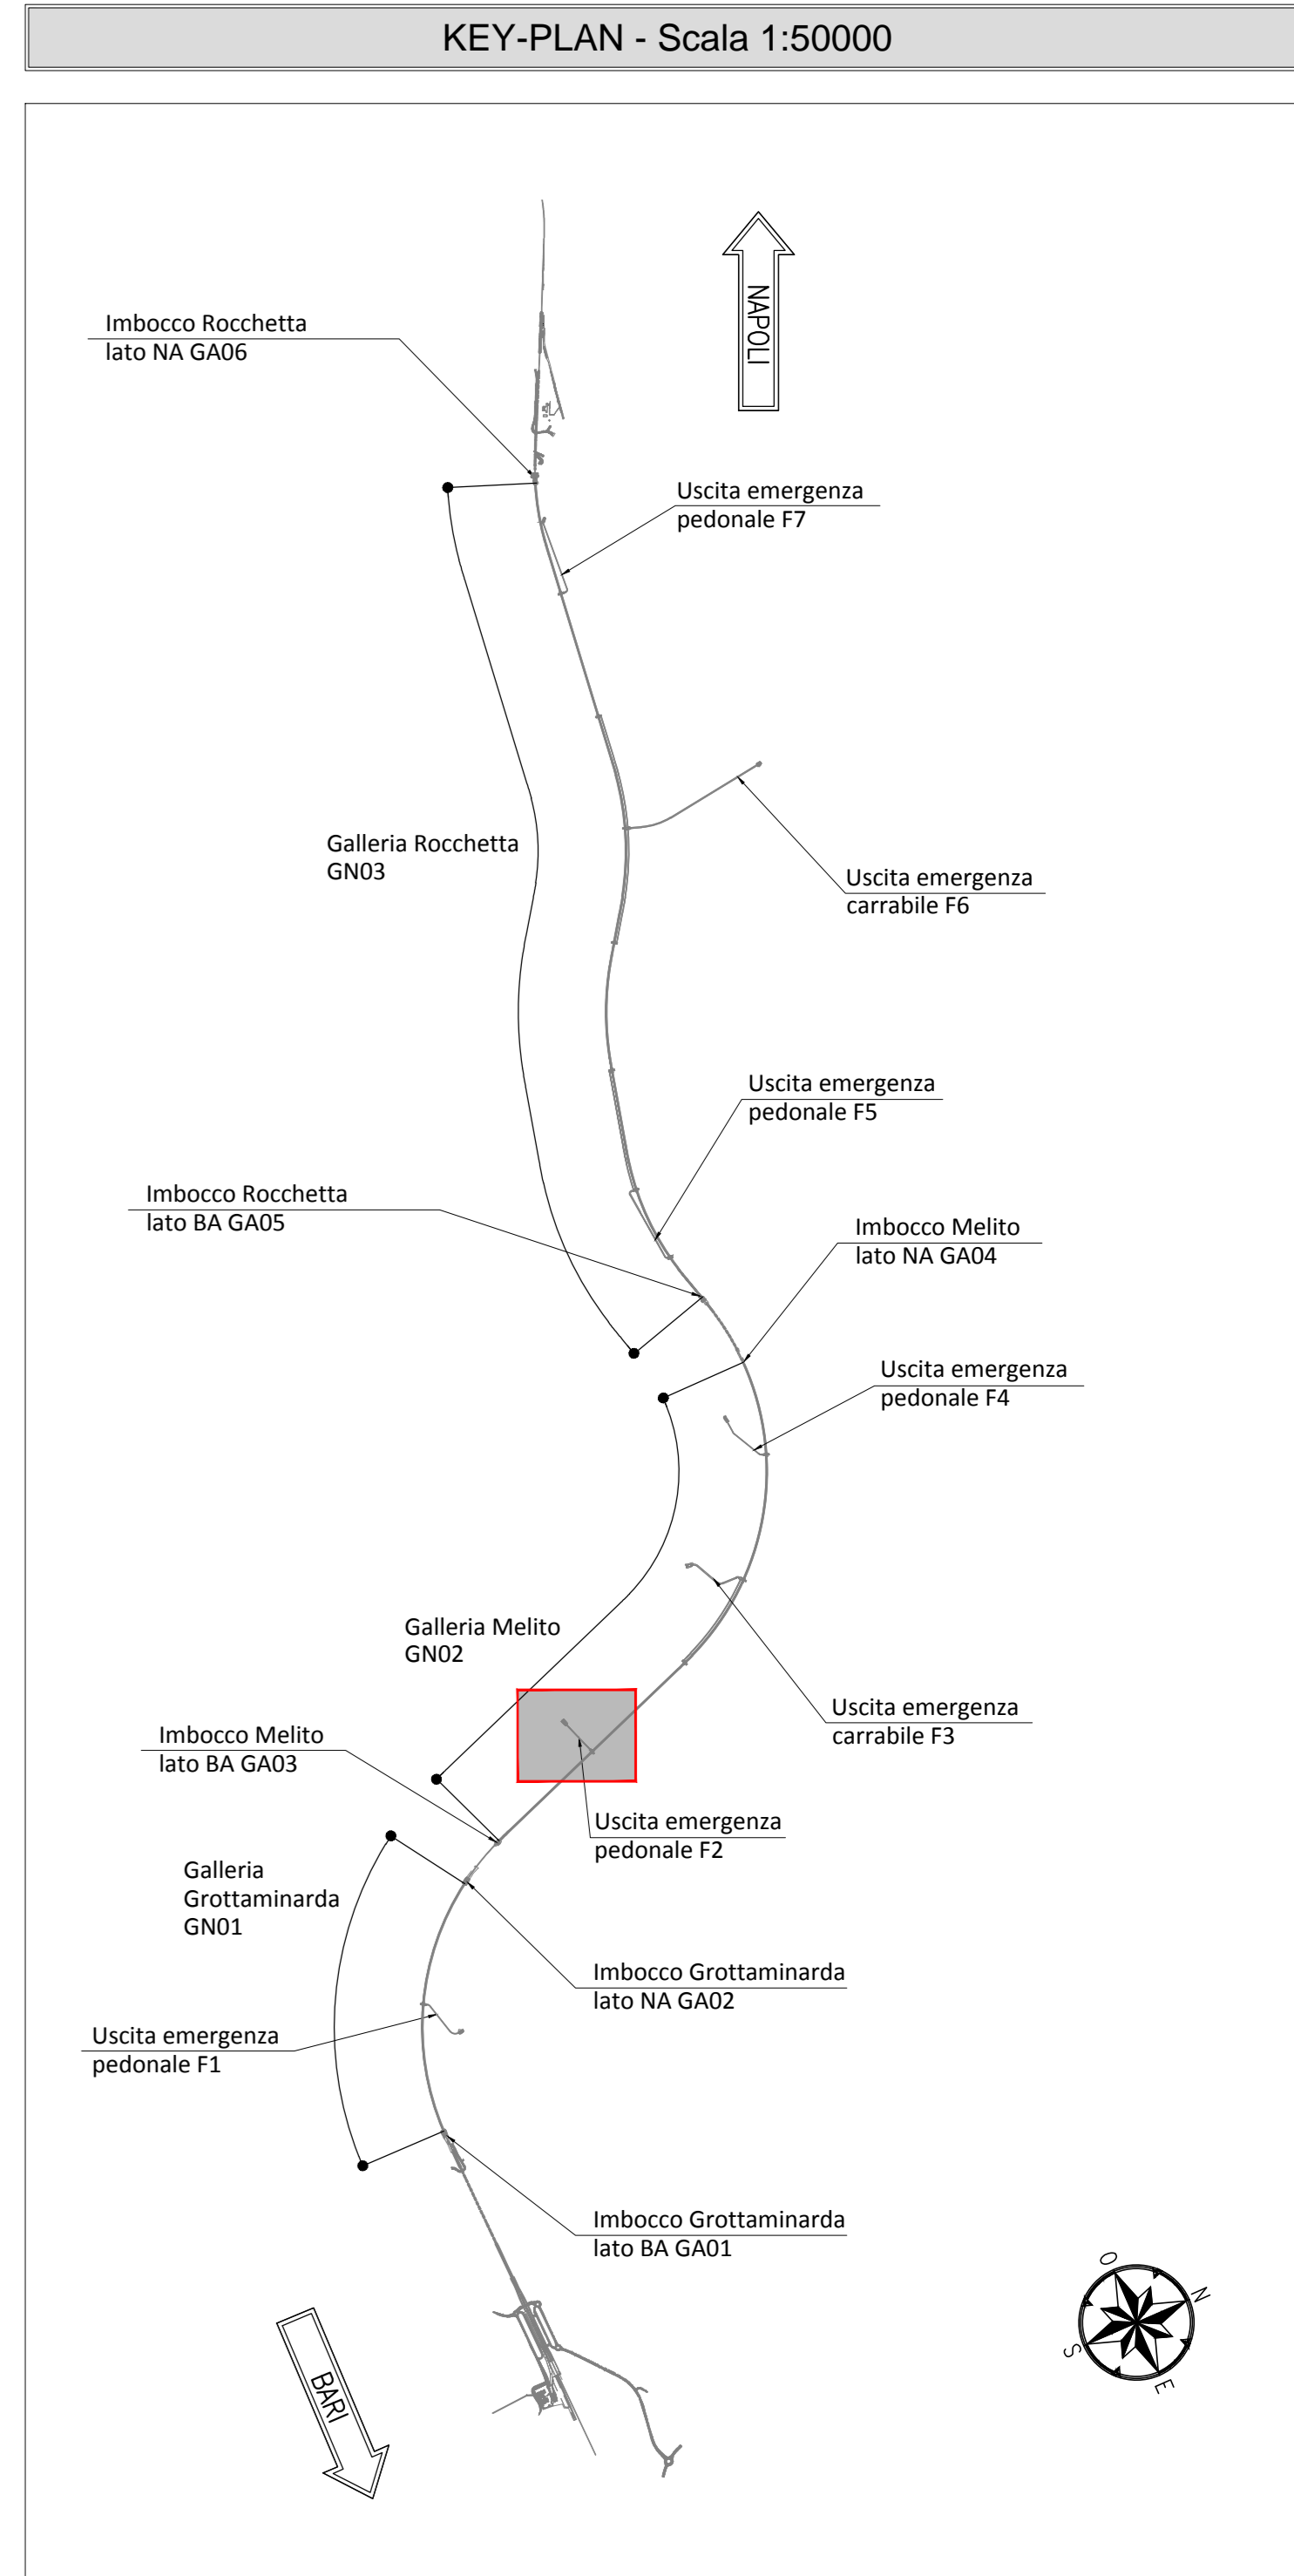 KEY-PLAN - Scala 1:50000
NAPOLI
Imbocco Rocchetta
lato NA GA06
Uscita emergenza
pedonale F7
Galleria Rocchetta
GN03
Uscita emergenza
carrabile F6
Uscita emergenza
pedonale F5
Imbocco Rocchetta
lato BA GA05
Imbocco Melito
lato NA GA04
Uscita emergenza
pedonale F4
Galleria Melito
GN02
Uscita emergenza
carrabile F3
Imbocco Melito
lato BA GA03
Uscita emergenza
pedonale F2
Galleria
Grottaminarda
GN01
Imbocco Grottaminarda
lato NA GA02
Uscita emergenza
pedonale F1
Imbocco Grottaminarda
lato BA GA01
BARI
O
N
S
E